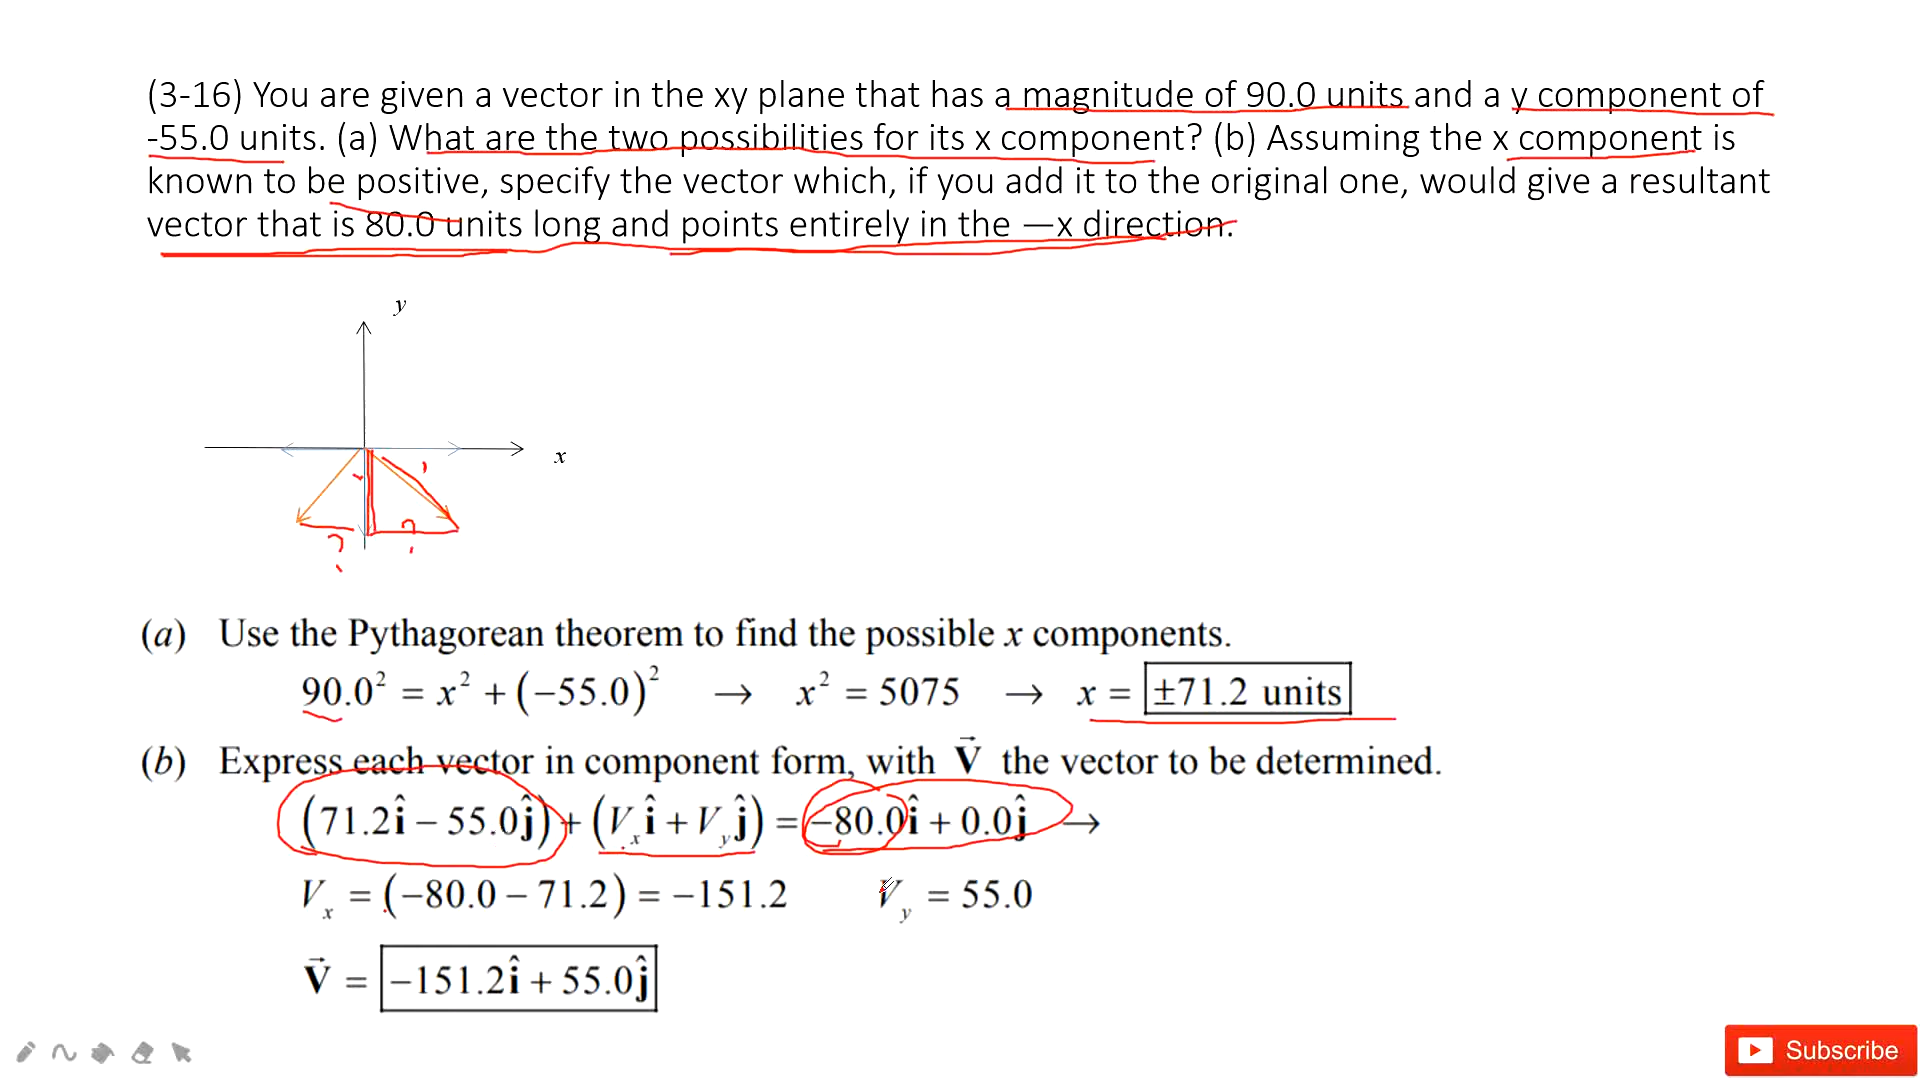 (3-16) You are given a vector in the xy plane that has a magnitude of 90.0 units and a y component of
-55.0 units. (a) What are the two possibilities for its x component? (b) Assuming the x component is
known to be positive, specify the vector which, if you add it to the original one, would give a resultant
vector that is 80.0 units long and points entirely in the —x direction.
y
x
? ?
(a) Use the Pythagorean theorem to find the possible x components.
90.0² = x² + (−55.0)² → x² = 5075 → x = ±71.2 units
(b) Express each vector in component form, with V⃗ the vector to be determined.
(71.2î − 55.0ĵ) + (Vₓî + V_yĵ) = −80.0î + 0.0ĵ →
Vₓ = (−80.0 − 71.2) = −151.2 V_y = 55.0
V⃗ = −151.2î + 55.0ĵ
Subscribe